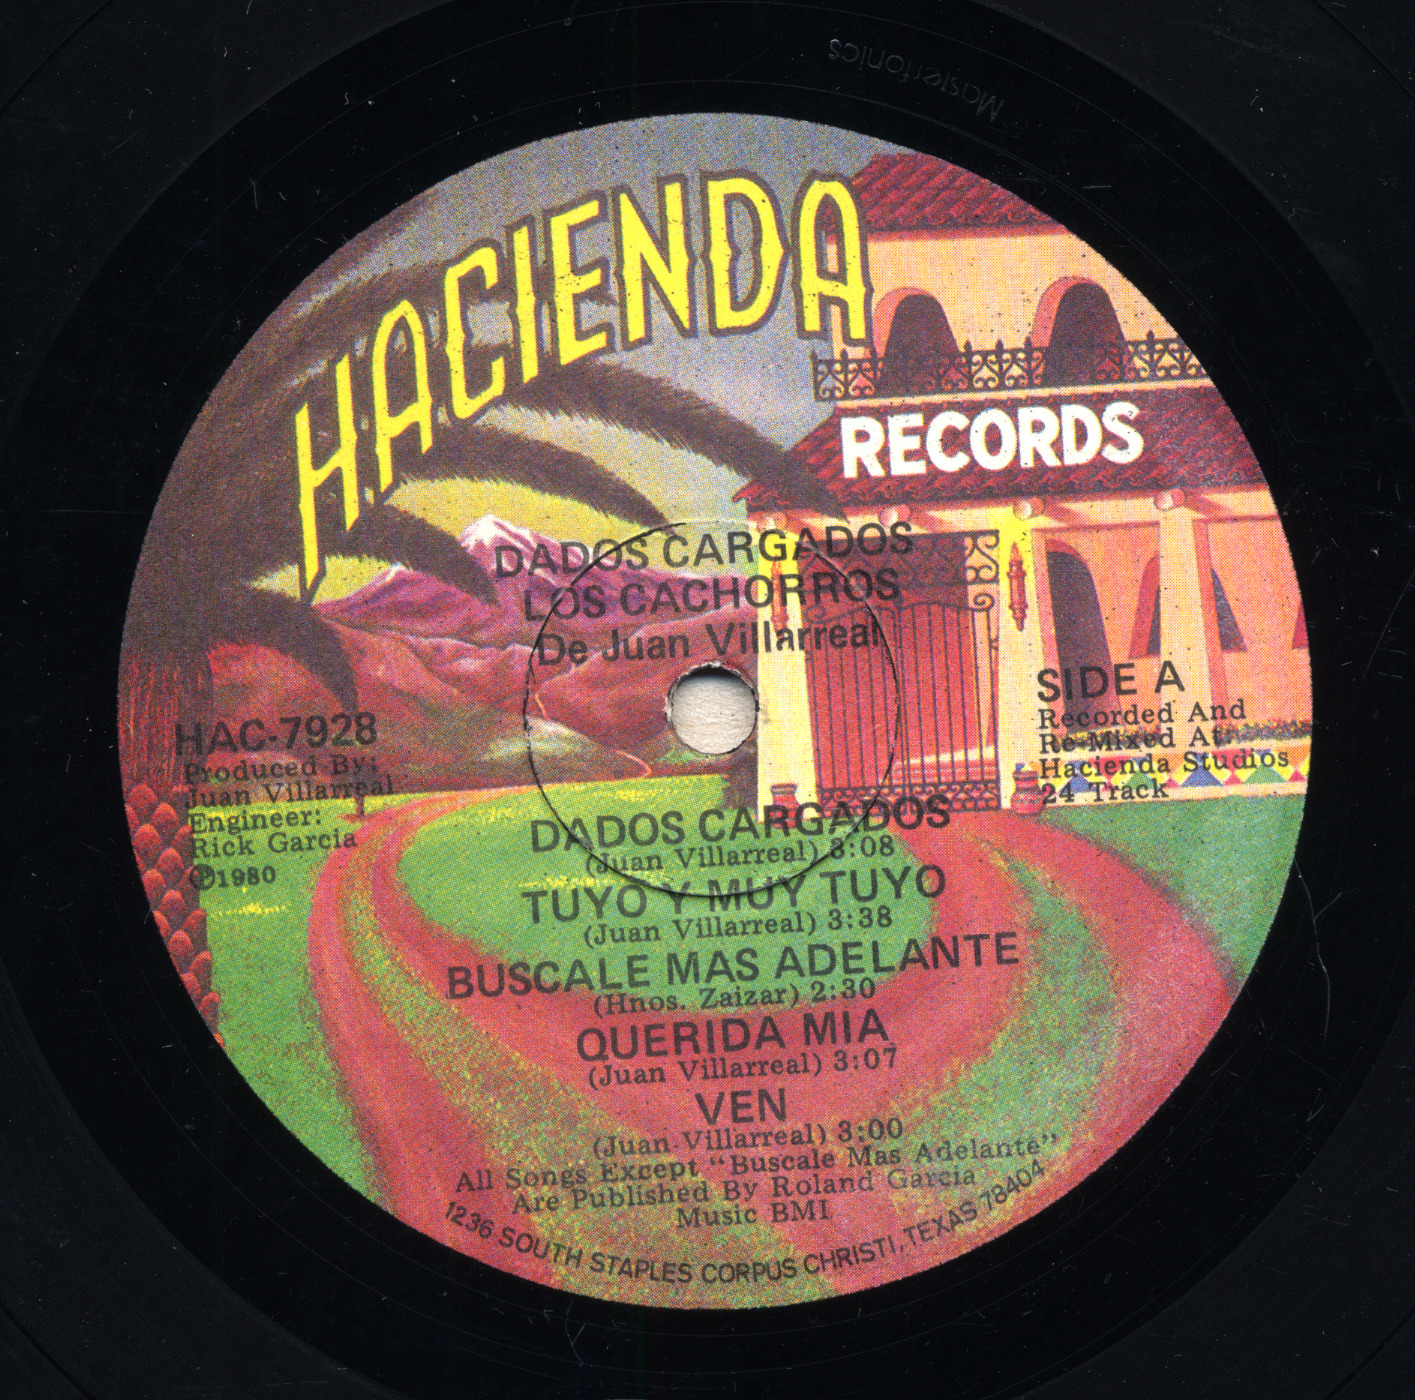 Masterfonics
HACIENDA
RECORDS
DADOS CARGADOS
LOS CACHORROS
De Juan Villarreal
HAC-7928
Produced By:
Juan Villarreal
Engineer:
Rick Garcia
℗1980
SIDE A
Recorded And
Re-Mixed At
Hacienda Studios
24 Track
DADOS CARGADOS
(Juan Villarreal) 3:08
TUYO Y MUY TUYO
(Juan Villarreal) 3:38
BUSCALE MAS ADELANTE
(Hnos. Zaizar) 2:30
QUERIDA MIA
(Juan Villarreal) 3:07
VEN
(Juan Villarreal) 3:00
All Songs Except "Buscale Mas Adelante"
Are Published By Roland Garcia
Music BMI
1236 SOUTH STAPLES CORPUS CHRISTI, TEXAS 78404